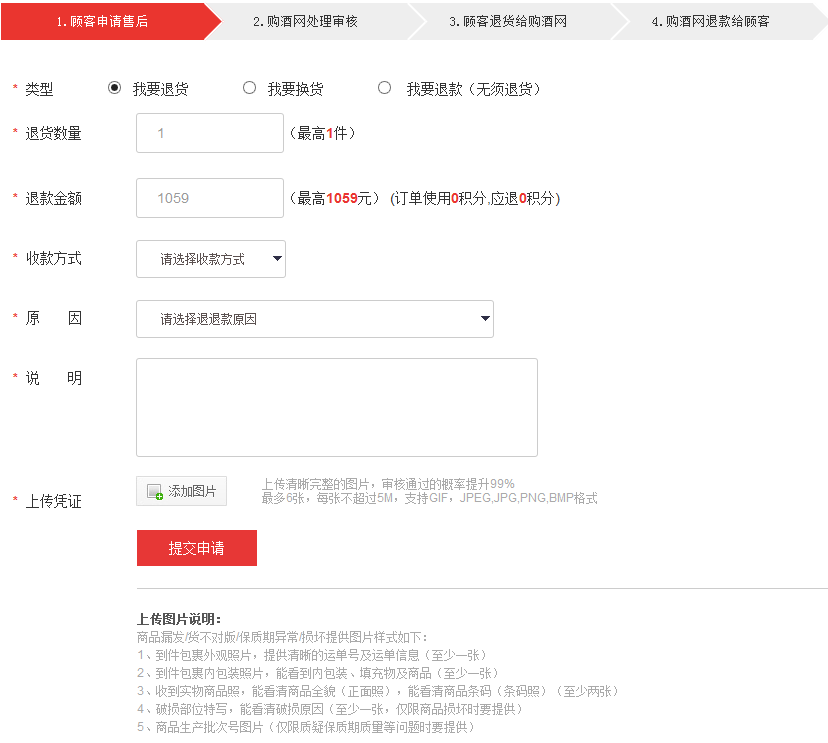 1.顾客申请售后 2.购酒网处理审核 3.顾客退货给购酒网 4.购酒网退款给顾客
* 类型 我要退货 我要换货 我要退款（无须退货）
* 退货数量 1 （最高1件）
* 退款金额 1059 （最高1059元） (订单使用0积分,应退0积分)
* 收款方式 请选择收款方式
* 原 因 请选择退退款原因
* 说 明
* 上传凭证 添加图片 上传清晰完整的图片，审核通过的概率提升99%
最多6张，每张不超过5M，支持GIF，JPEG,JPG,PNG,BMP格式
提交申请
上传图片说明：
商品漏发/货不对版/保质期异常/损坏提供图片样式如下：
1、到件包裹外观照片，提供清晰的运单号及运单信息（至少一张）
2、到件包裹内包装照片，能看到内包装、填充物及商品（至少一张）
3、收到实物商品照，能看清商品全貌（正面照），能看清商品条码（条码照）（至少两张）
4、破损部位特写，能看清破损原因（至少一张，仅限商品损坏时要提供）
5、商品生产批次号图片（仅限质疑保质期质量等问题时要提供）